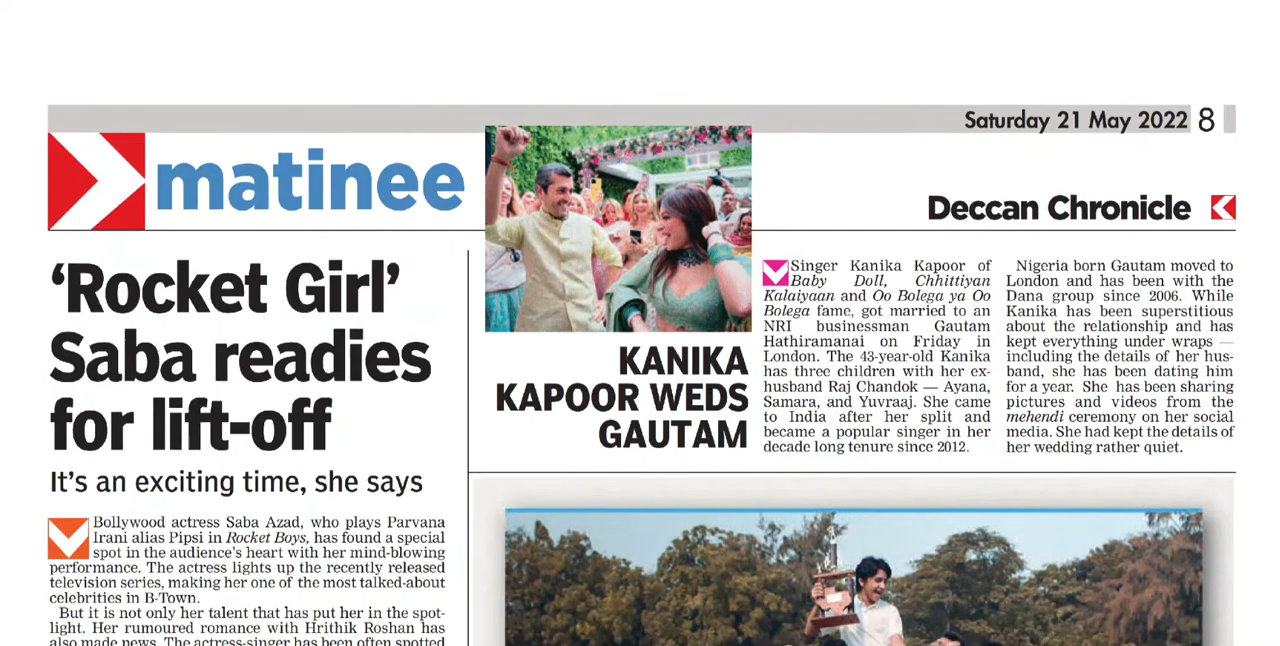 Saturday 21 May 2022 8
matinee
Deccan Chronicle
‘Rocket Girl’
Saba readies
for lift-off
It’s an exciting time, she says
Bollywood actress Saba Azad, who plays Parvana
Irani alias Pipsi in Rocket Boys, has found a special
spot in the audience’s heart with her mind-blowing
performance. The actress lights up the recently released
television series, making her one of the most talked-about
celebrities in B-Town.
But it is not only her talent that has put her in the spot-
light. Her rumoured romance with Hrithik Roshan has
also made news. The actress-singer has been often spotted
KANIKA
KAPOOR WEDS
GAUTAM
Singer Kanika Kapoor of
Baby Doll, Chhittiyan
Kalaiyaan and Oo Bolega ya Oo
Bolega fame, got married to an
NRI businessman Gautam
Hathiramanai on Friday in
London. The 43-year-old Kanika
has three children with her ex-
husband Raj Chandok — Ayana,
Samara, and Yuvraaj. She came
to India after her split and
became a popular singer in her
decade long tenure since 2012.
Nigeria born Gautam moved to
London and has been with the
Dana group since 2006. While
Kanika has been superstitious
about the relationship and has
kept everything under wraps —
including the details of her hus-
band, she has been dating him
for a year. She has been sharing
pictures and videos from the
mehendi ceremony on her social
media. She had kept the details of
her wedding rather quiet.